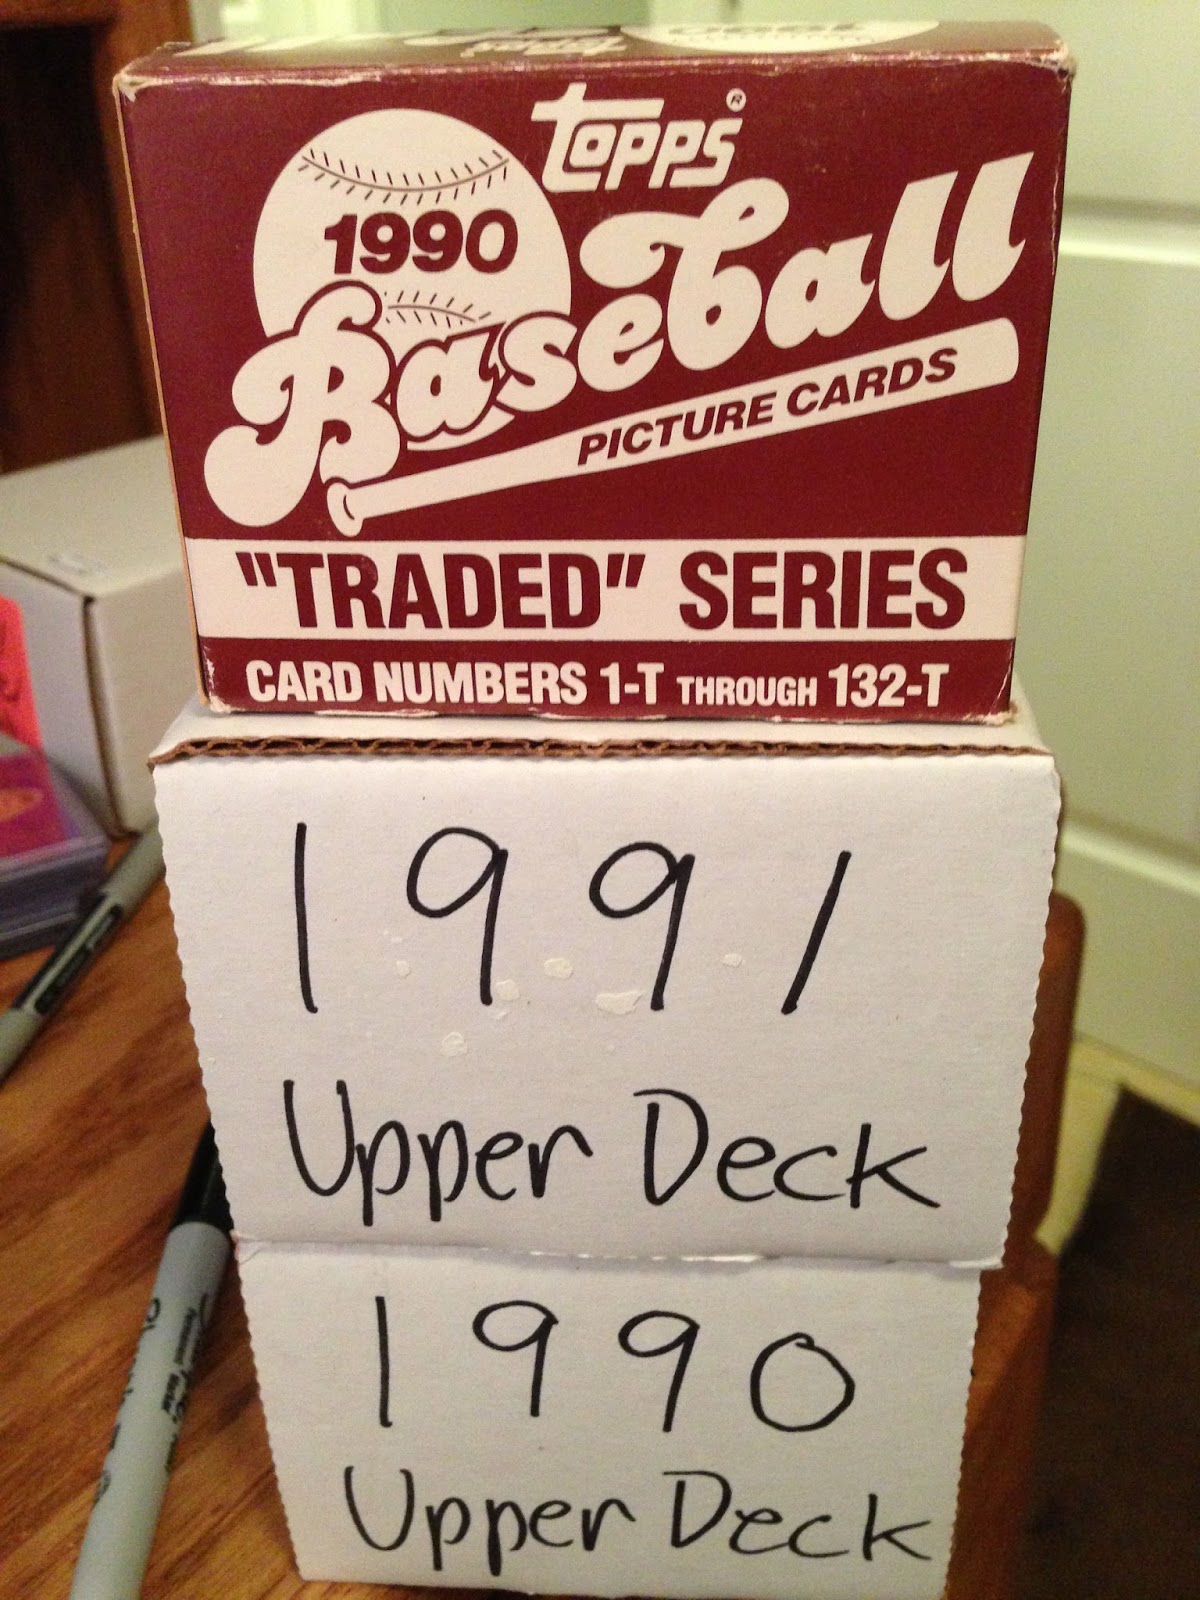 Topps®
1990
Baseball
PICTURE CARDS
"TRADED" SERIES
CARD NUMBERS 1-T THROUGH 132-T
1991
Upper Deck
1990
Upper Deck